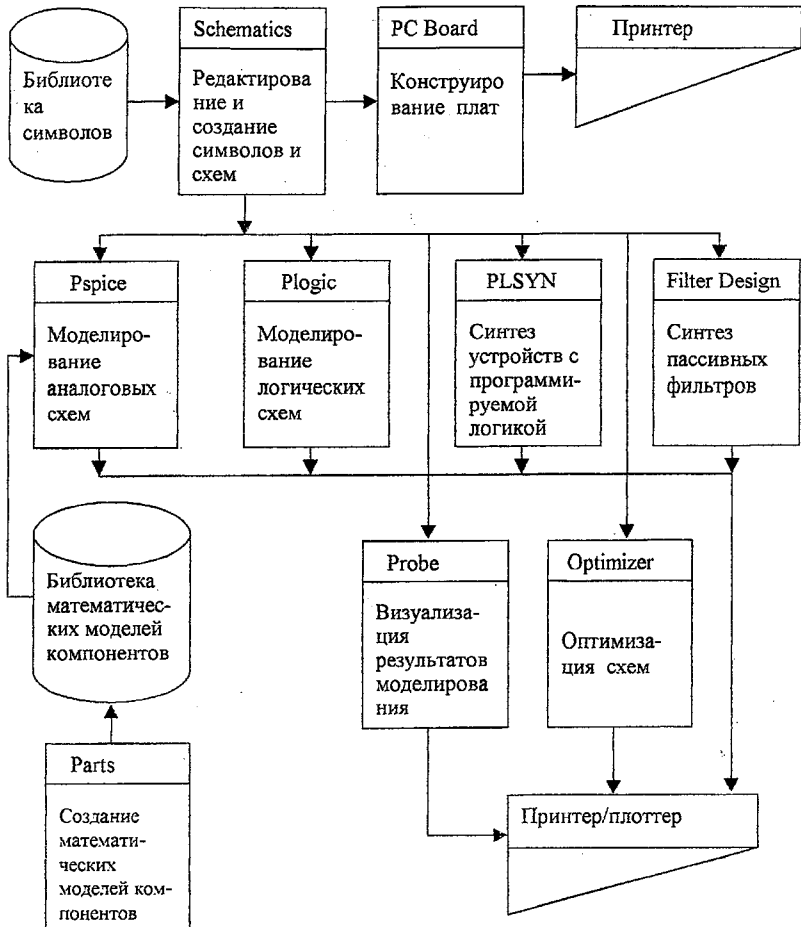 Библиоте
ка
символов
Schematics
Редактирова
ние и
создание
символов и
схем
PC Board
Конструир
ование плат
Принтер
Pspice
Моделиро-
вание
аналоговых
схем
Plogic
Моделиро-
вание
логических
схем
PLSYN
Синтез
устройств с
программи-
руемой
логикой
Filter Design
Синтез
пассивных
фильтров
Библиотека
математичес-
ких моделей
компонентов
Probe
Визуализа-
ция
результатов
моделирова
ния
Optimizer
Оптимиза-
ция схем
Parts
Создание
математи-
ческих
моделей ком-
понентов
Принтер/плоттер